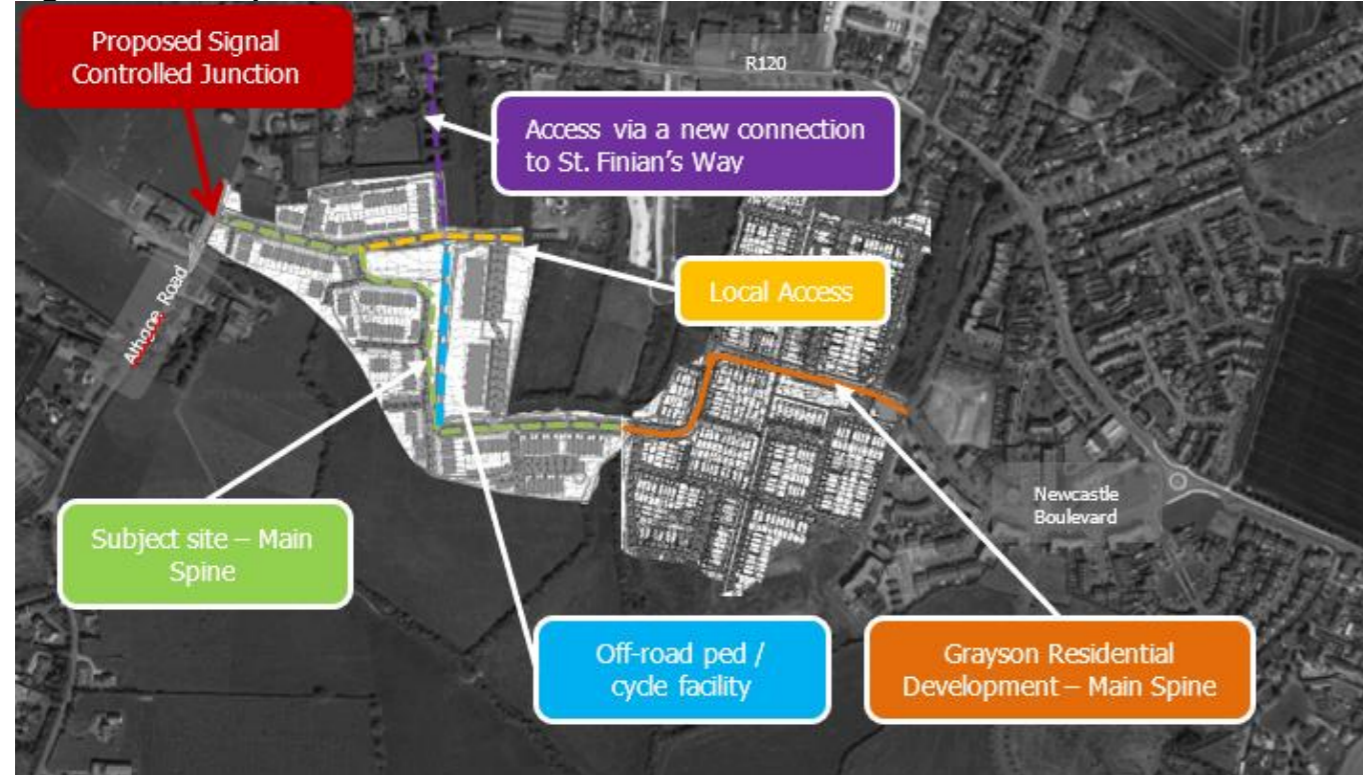 Proposed Signal
Controlled Junction
R120
Access via a new connection
to St. Finian's Way
Local Access
Athgoe Road
Newcastle
Boulevard
Subject site – Main
Spine
Off-road ped /
cycle facility
Grayson Residential
Development – Main Spine